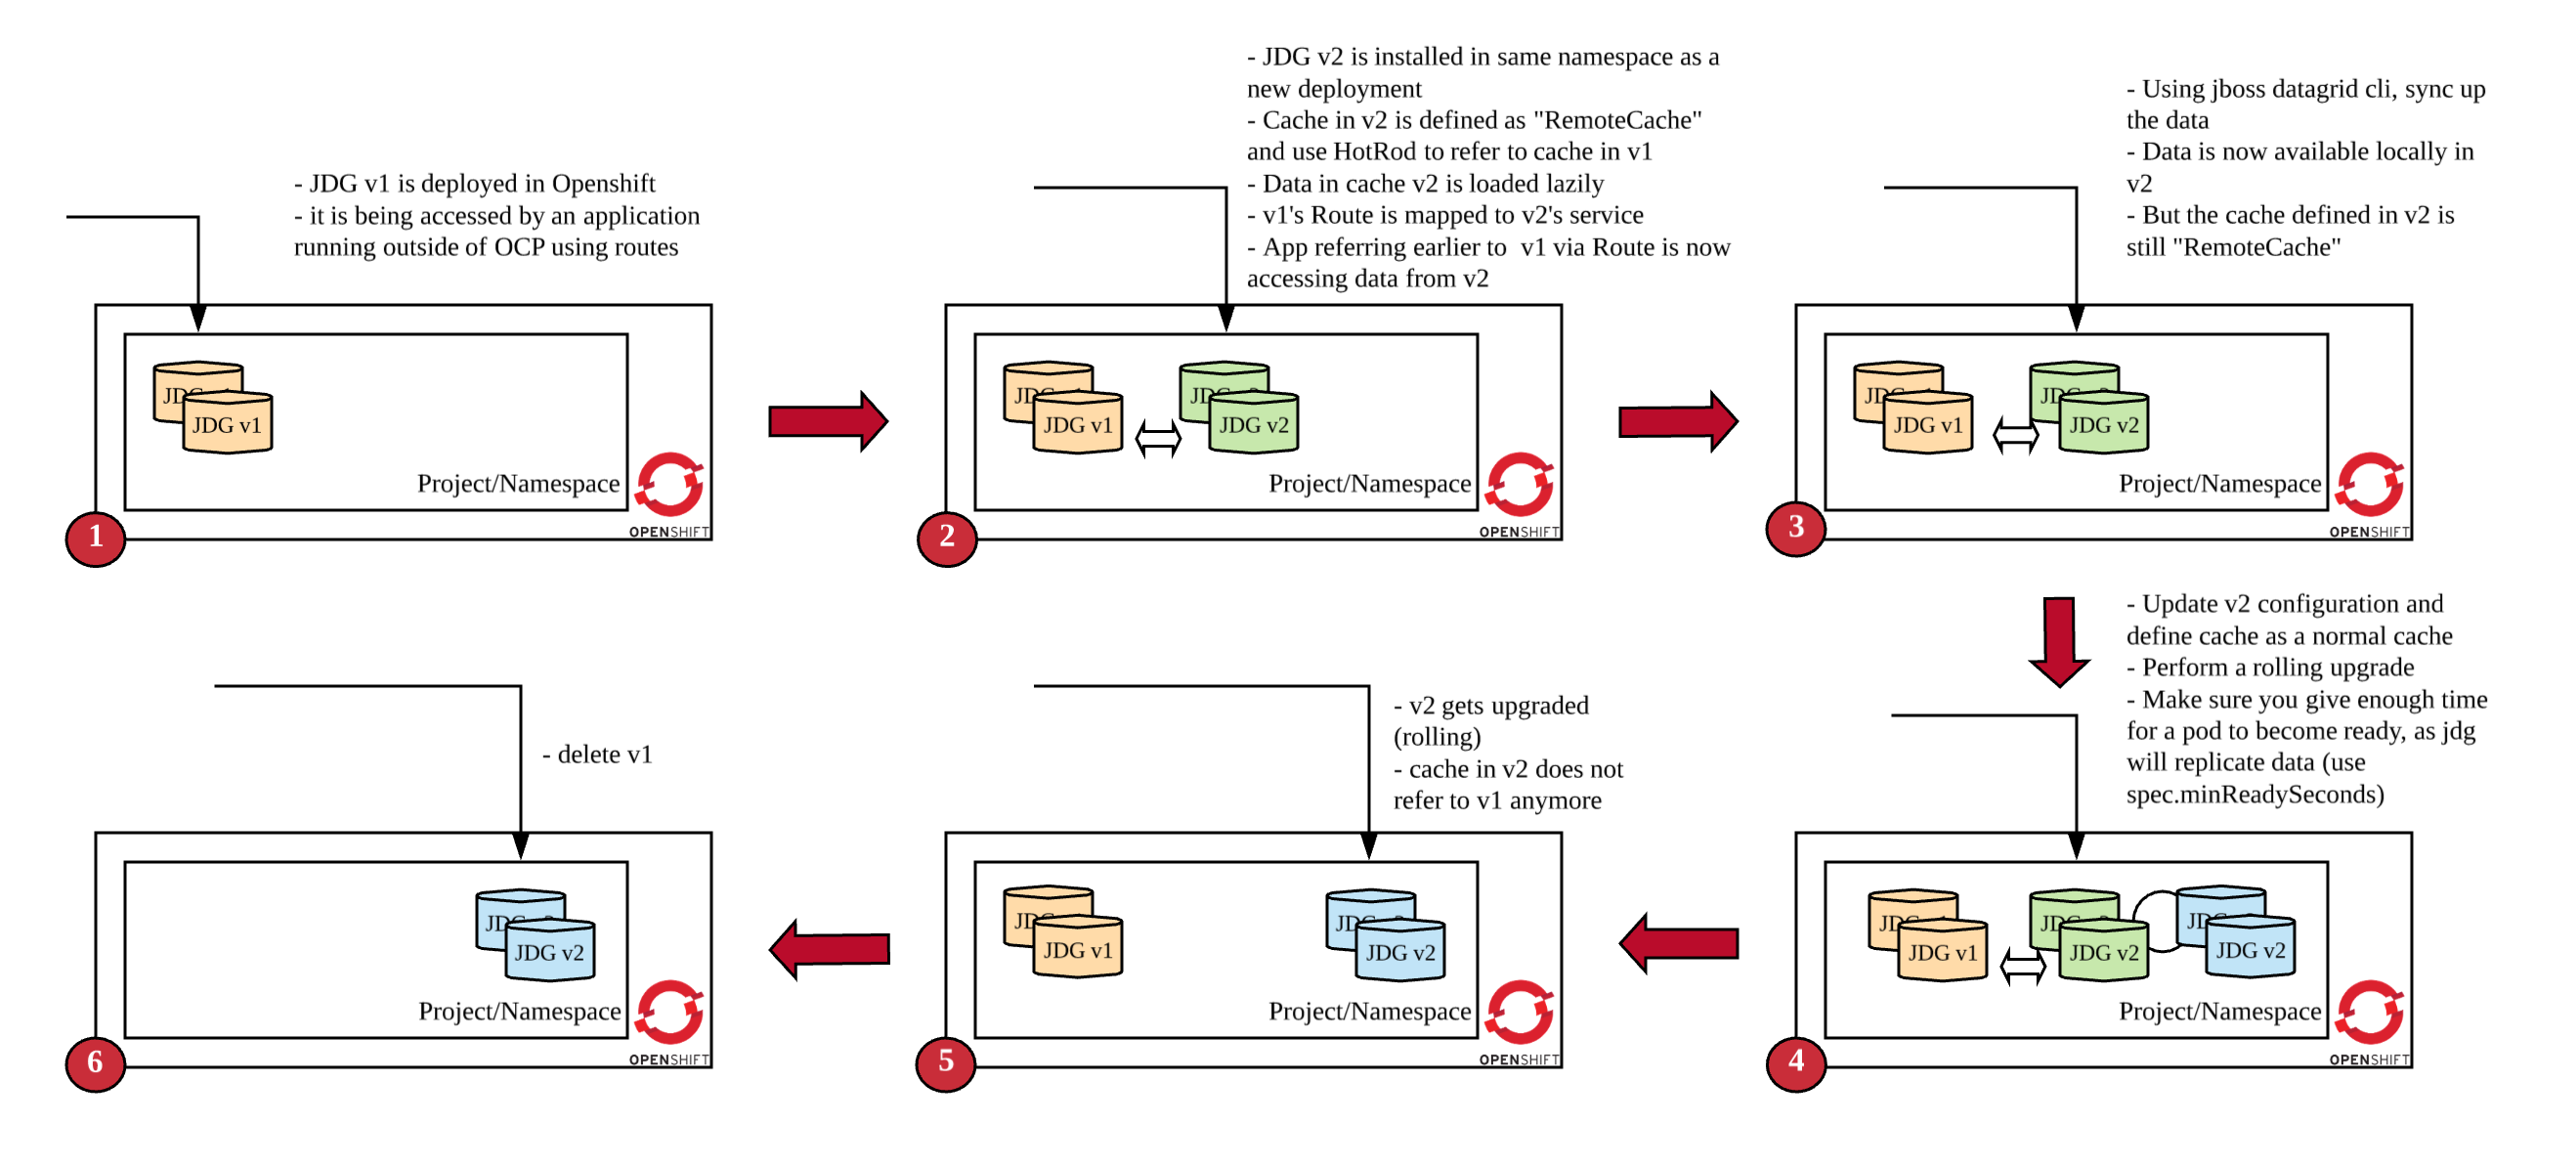 - JDG v1 is deployed in Openshift
- it is being accessed by an application
running outside of OCP using routes
JDG v1
Project/Namespace
OPENSHIFT
1
- JDG v2 is installed in same namespace as a
new deployment
- Cache in v2 is defined as "RemoteCache"
and use HotRod to refer to cache in v1
- Data in cache v2 is loaded lazily
- v1's Route is mapped to v2's service
- App referring earlier to v1 via Route is now
accessing data from v2
JDG v1
JDG v2
Project/Namespace
OPENSHIFT
2
- Using jboss datagrid cli, sync up
the data
- Data is now available locally in
v2
- But the cache defined in v2 is
still "RemoteCache"
JDG v1
JDG v2
Project/Namespace
OPENSHIFT
3
- Update v2 configuration and
define cache as a normal cache
- Perform a rolling upgrade
- Make sure you give enough time
for a pod to become ready, as jdg
will replicate data (use
spec.minReadySeconds)
JDG v1
JDG v2
JDG v2
Project/Namespace
OPENSHIFT
4
- v2 gets upgraded
(rolling)
- cache in v2 does not
refer to v1 anymore
JDG v1
JDG v2
Project/Namespace
OPENSHIFT
5
- delete v1
JDG v2
Project/Namespace
OPENSHIFT
6